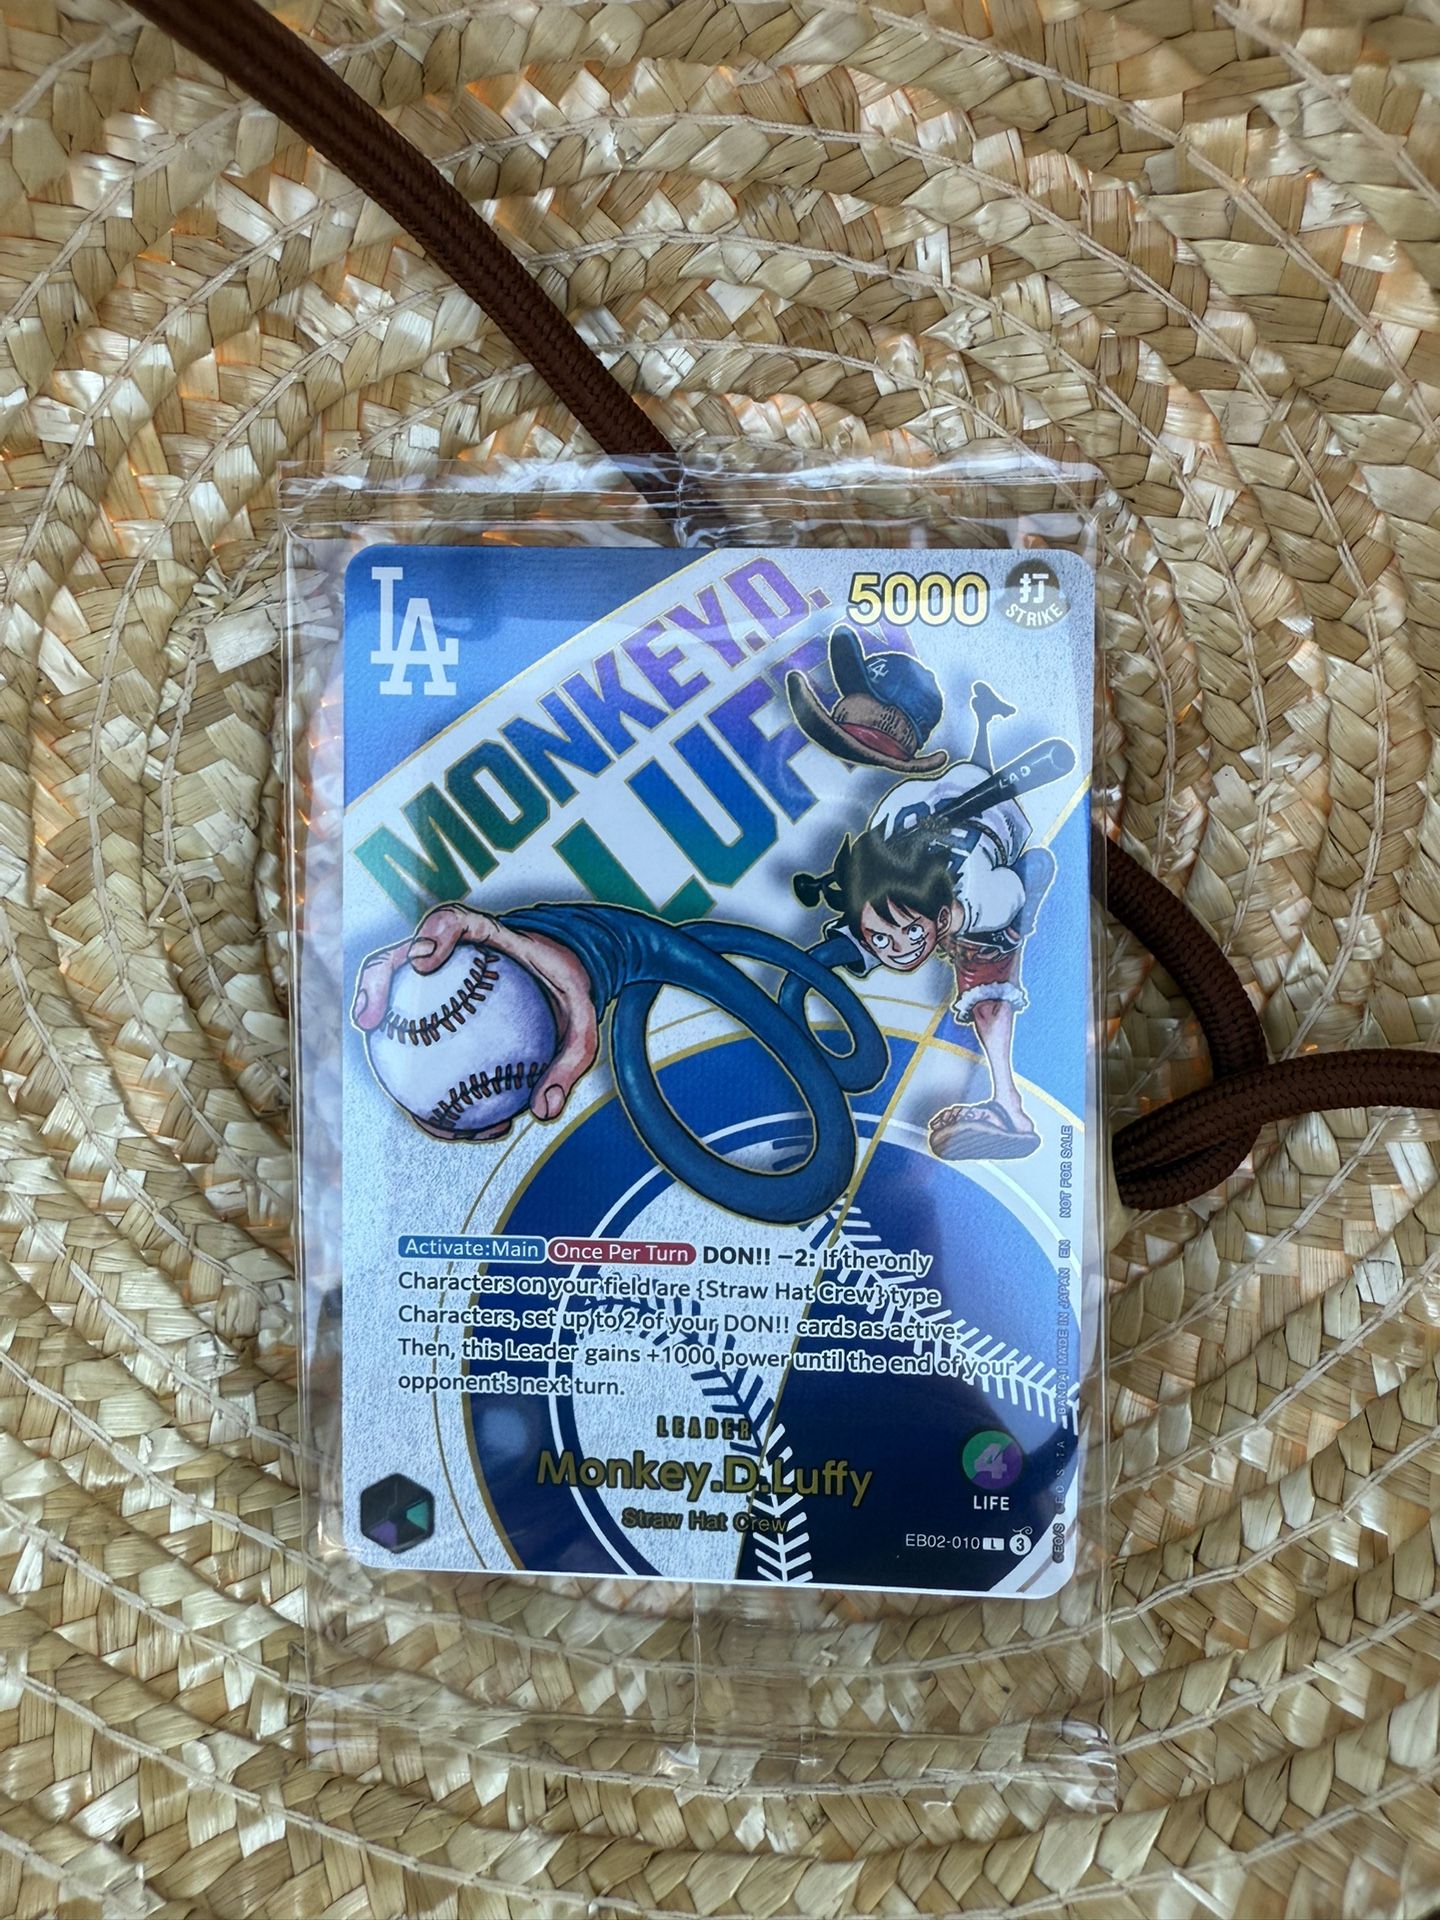 LA
MONKEY.D.
LUFFY
5000
打
STRIKE
LA
LAD
Activate:Main Once Per Turn DON!! −2: If the only
Characters on your field are {Straw Hat Crew} type
Characters, set up to 2 of your DON!! cards as active.
Then, this Leader gains +1000 power until the end of your
opponent's next turn.
LEADER
Monkey.D.Luffy
Straw Hat Crew
4
LIFE
EB02-010 L 3
BANDAI MADE IN JAPAN EN NOT FOR SALE